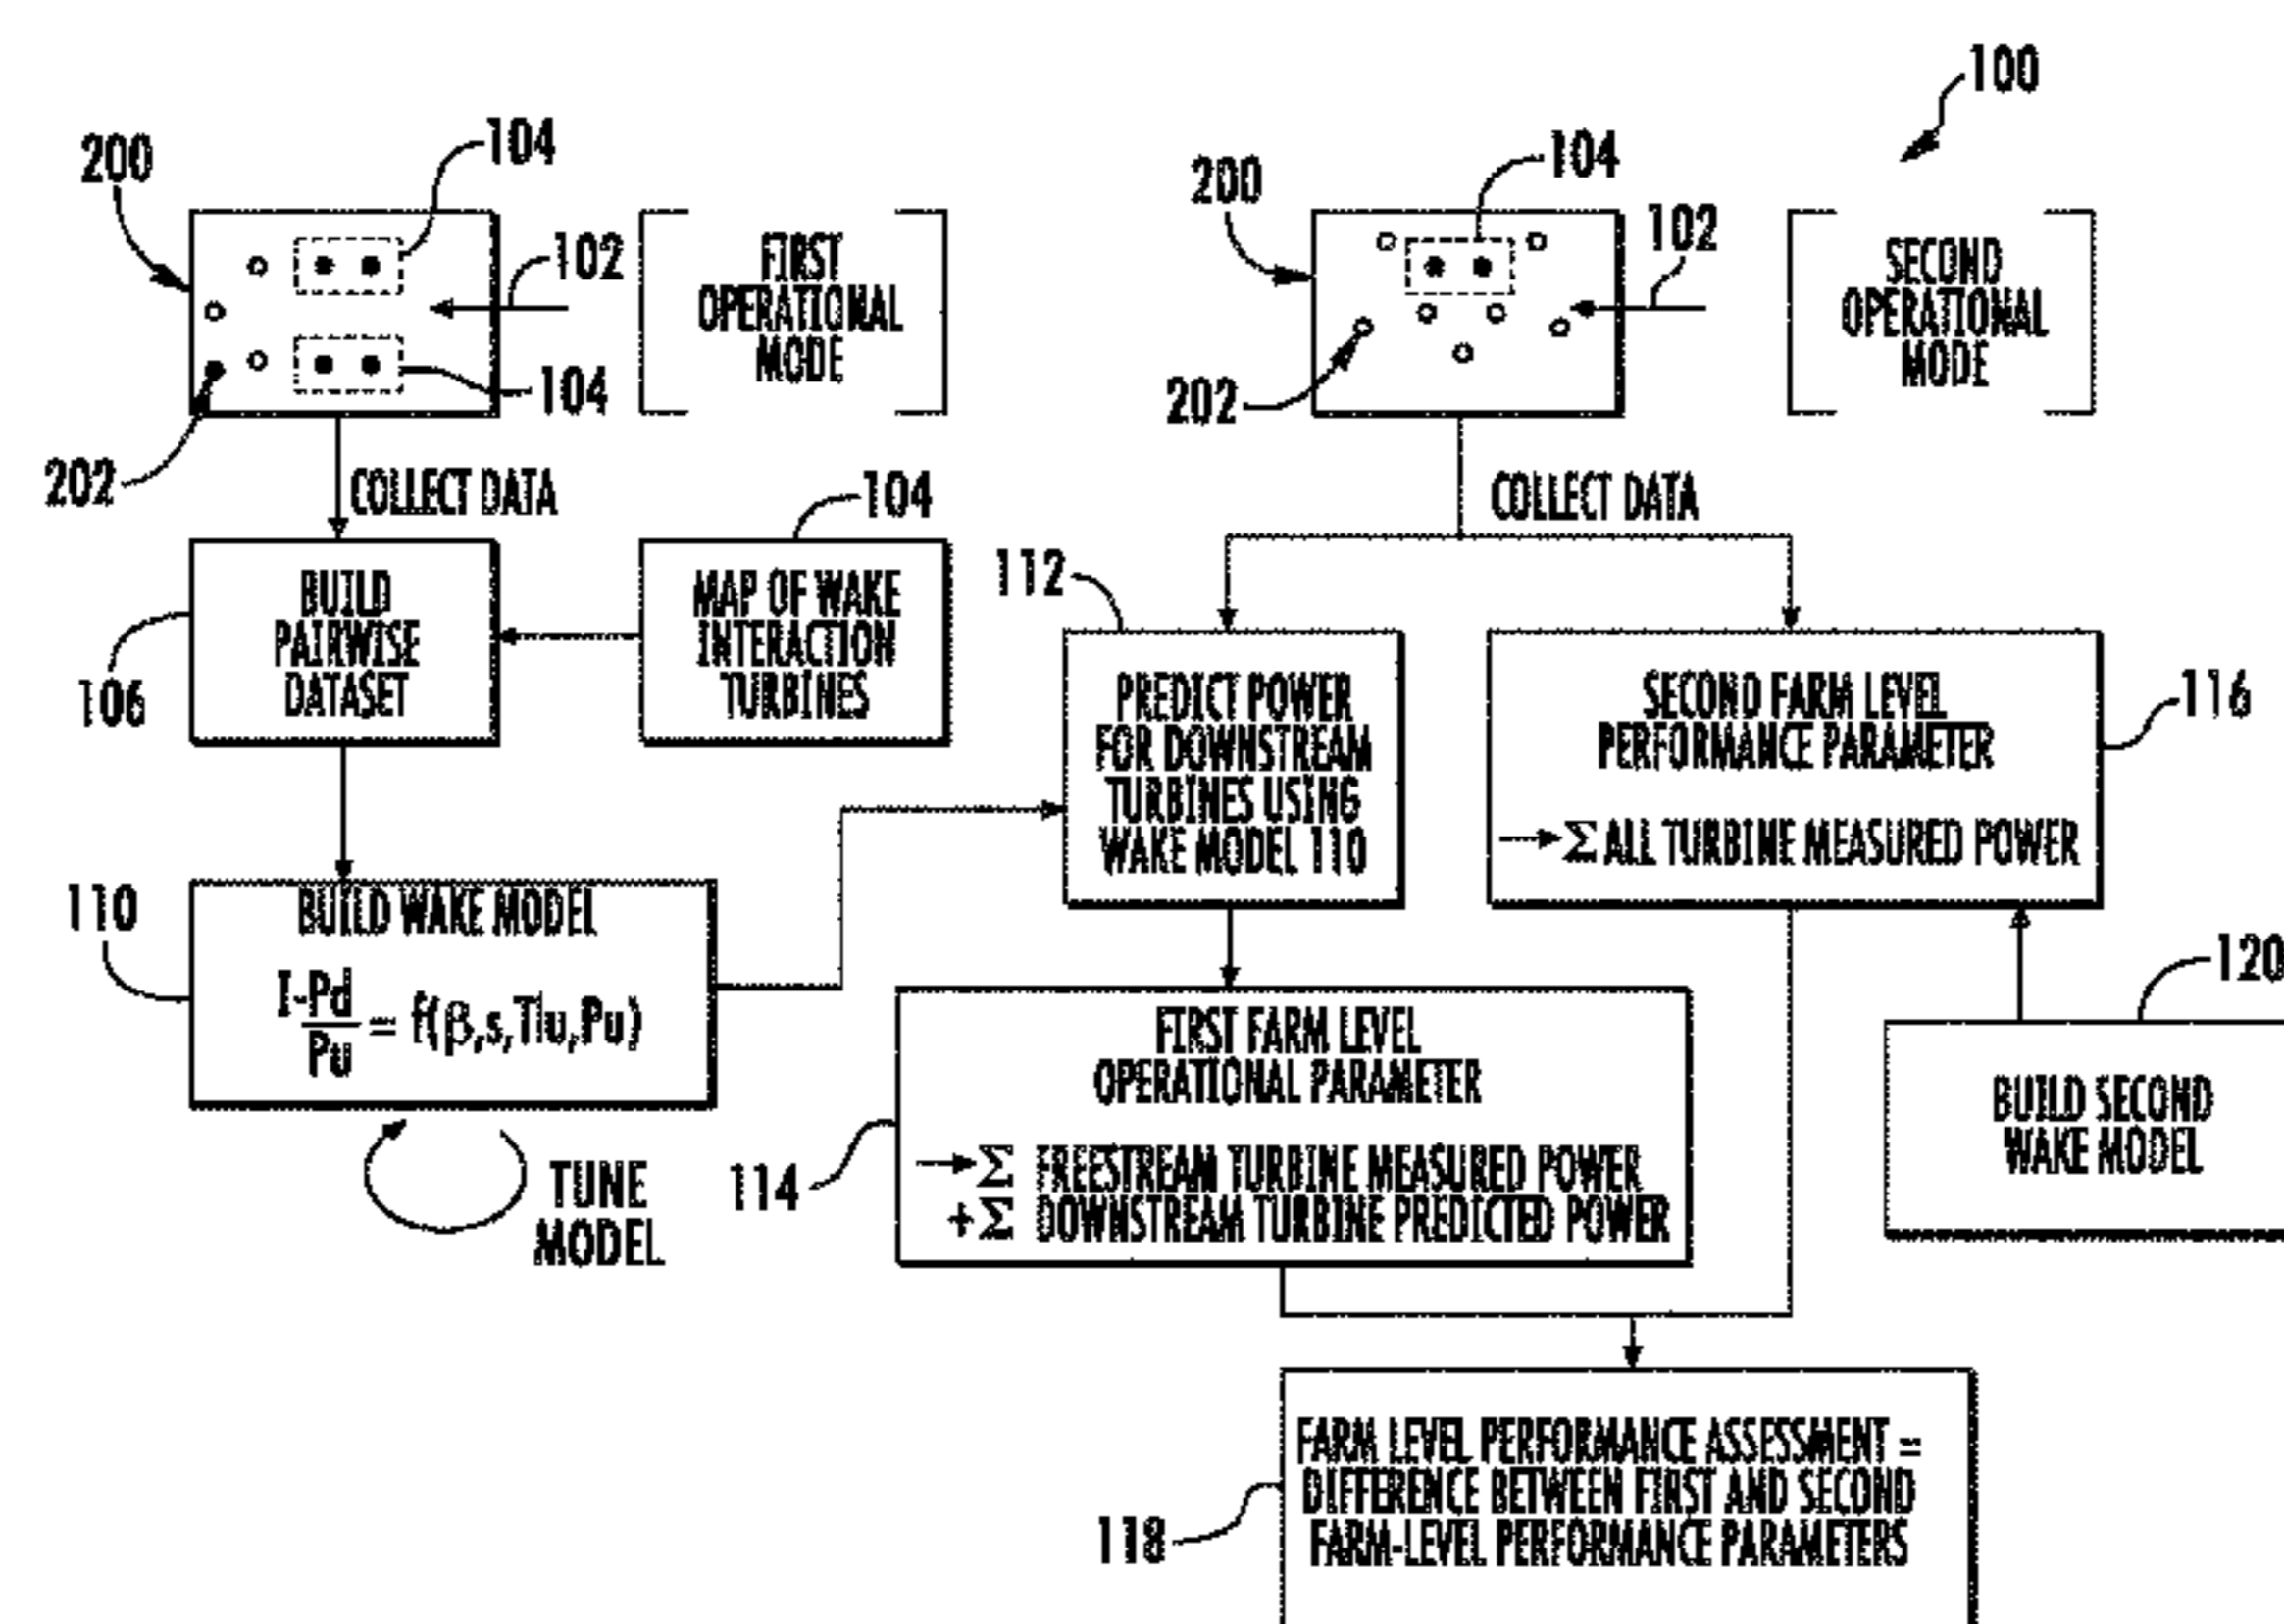 100
200
104
102
FIRST
OPERATIONAL
MODE
104
202
COLLECT DATA
200
104
102
SECOND
OPERATIONAL
MODE
202
COLLECT DATA
104
MAP OF WAKE
INTERACTION
TURBINES
BUILD
PAIRWISE
DATASET
106
112
PREDICT POWER
FOR DOWNSTREAM
TURBINES USING
WAKE MODEL 110
SECOND FARM LEVEL
PERFORMANCE PARAMETER
→Σ ALL TURBINE MEASURED POWER
116
110
BUILD WAKE MODEL
I-Pd
Pu
= f(β,s,TIu,Pu)
TUNE
MODEL
114
FIRST FARM LEVEL
OPERATIONAL PARAMETER
→Σ FREESTREAM TURBINE MEASURED POWER
+Σ DOWNSTREAM TURBINE PREDICTED POWER
120
BUILD SECOND
WAKE MODEL
118
FARM LEVEL PERFORMANCE ASSESSMENT =
DIFFERENCE BETWEEN FIRST AND SECOND
FARM-LEVEL PERFORMANCE PARAMETERS